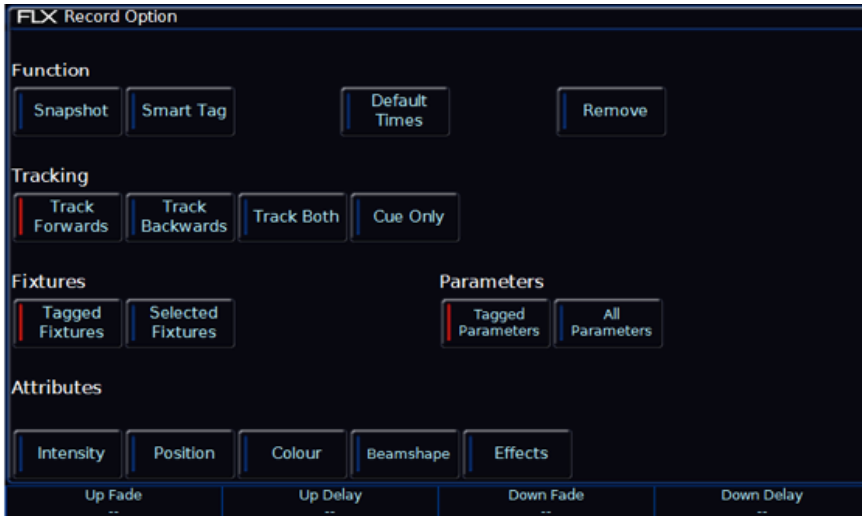 FLX Record Option
Function
Snapshot
Smart Tag
Default
Times
Remove
Tracking
Track
Forwards
Track
Backwards
Track Both
Cue Only
Fixtures
Parameters
Tagged
Fixtures
Selected
Fixtures
Tagged
Parameters
All
Parameters
Attributes
Intensity
Position
Colour
Beamshape
Effects
Up Fade
--
Up Delay
--
Down Fade
--
Down Delay
--